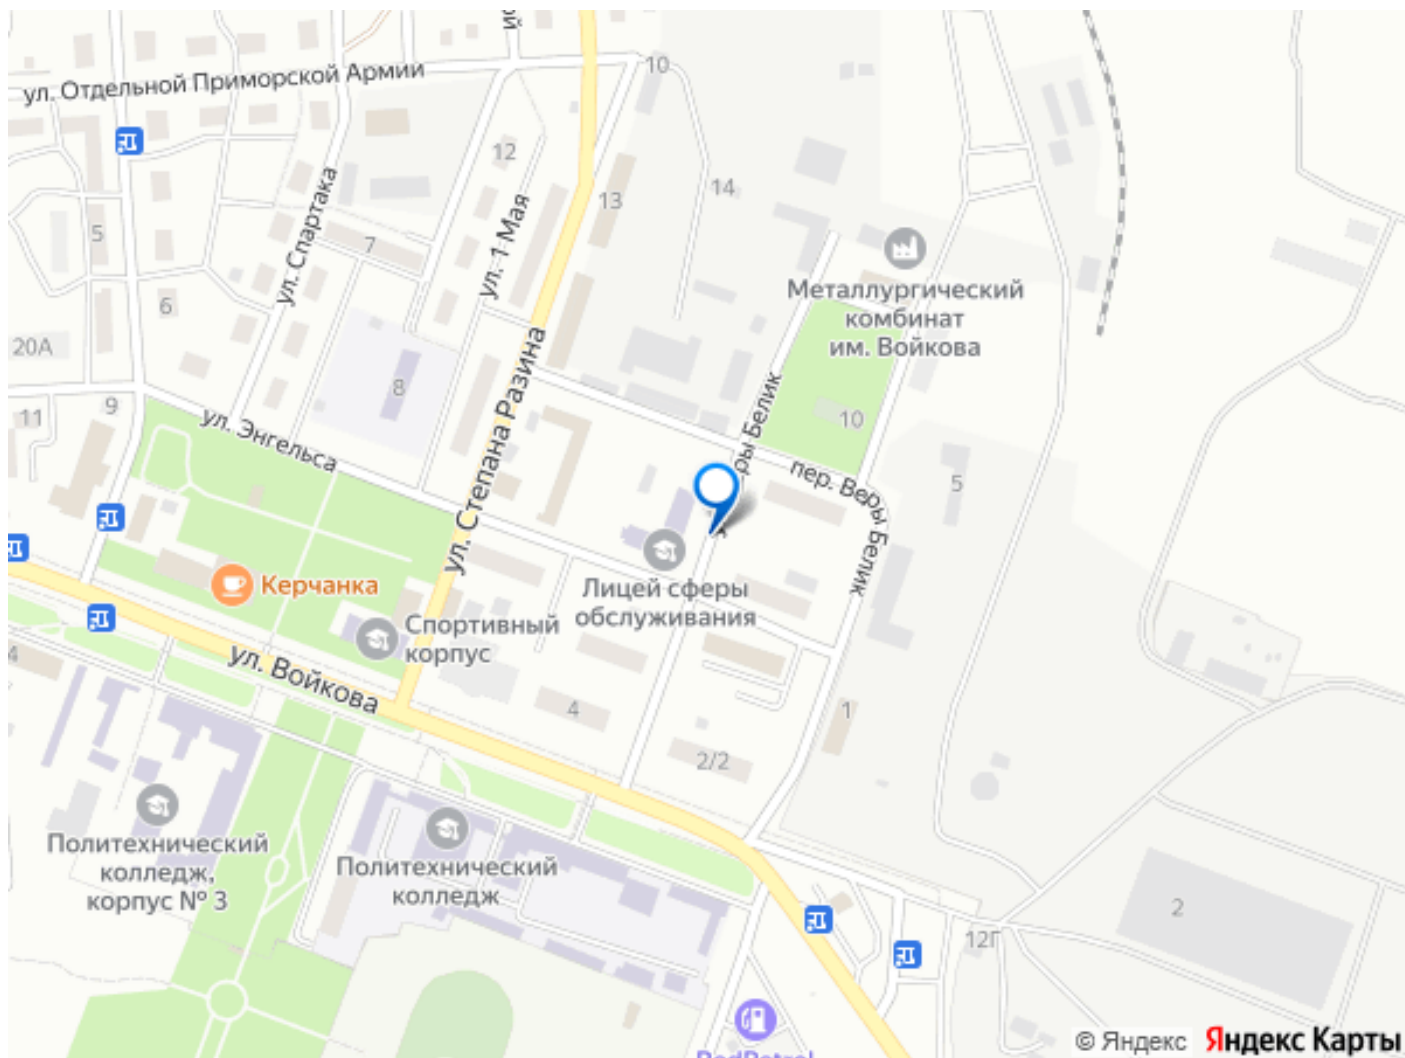 ул. Отдельной Приморской Армии
10
12
14
13
ул. Спартака
ул. 1 Мая
5
7
6
Металлургический
комбинат
им. Войкова
20А
8
ул. Степана Разина
11
9
ул. Энгельса
ры Белик
10
пер. Веры Белик
5
Лицей сферы
обслуживания
Керчанка
Спортивный
корпус
4
ул. Войкова
4
1
2/2
Политехнический
колледж,
корпус № 3
Политехнический
колледж
2
12Г
© Яндекс
Яндекс Карты